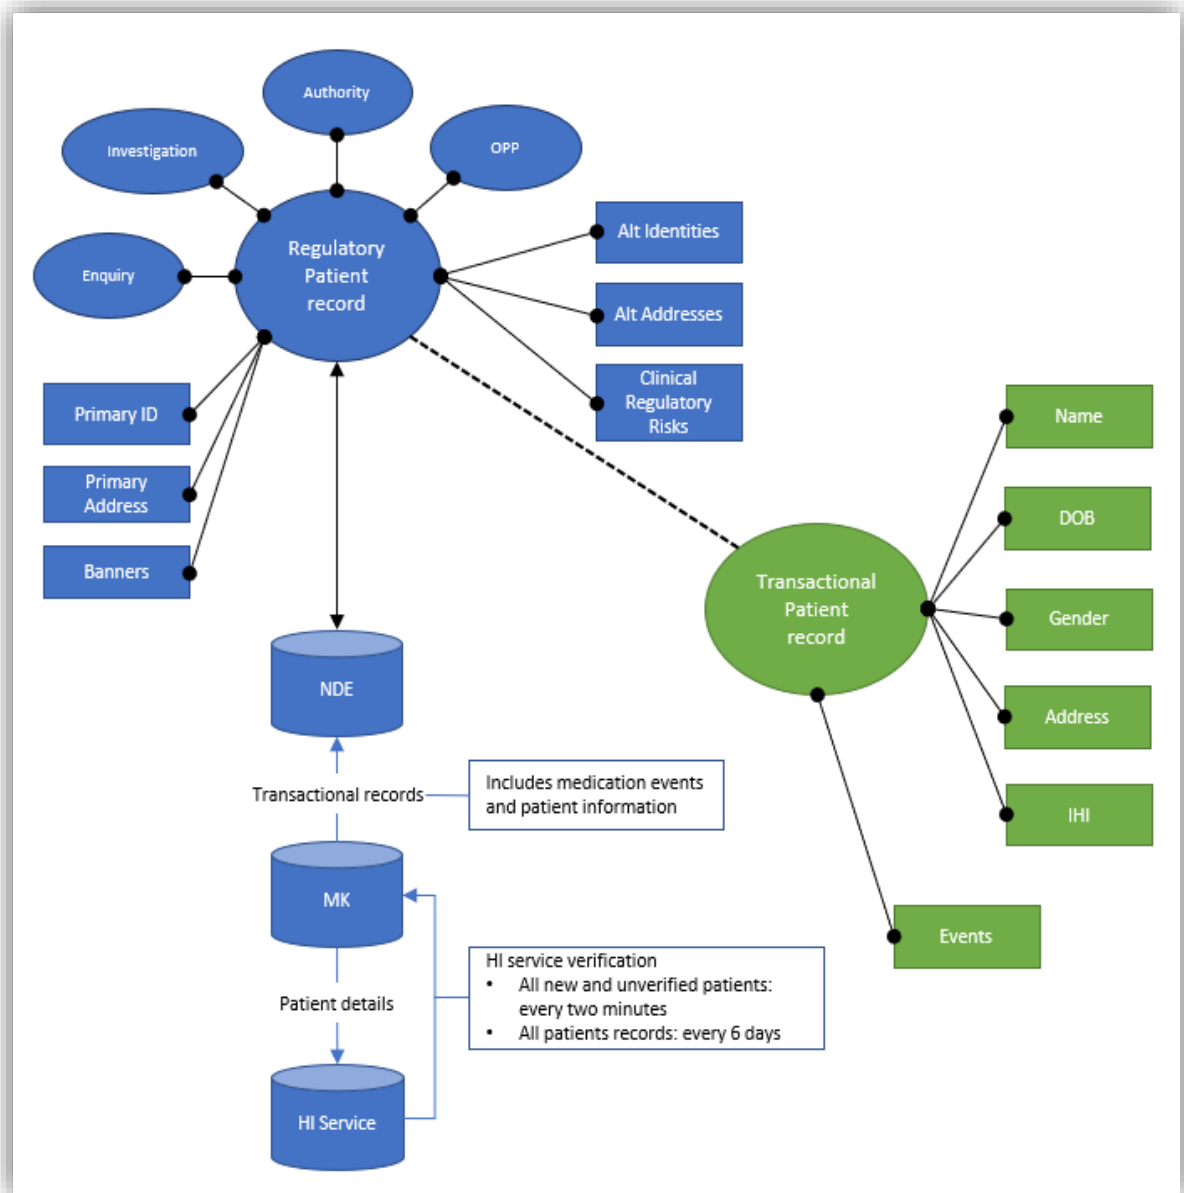 Authority
Investigation
OPP
Enquiry
Regulatory
Patient
record
Alt Identities
Alt Addresses
Clinical
Regulatory
Risks
Primary ID
Primary
Address
Banners
Name
DOB
Gender
Address
IHI
Transactional
Patient
record
Events
NDE
Transactional records
Includes medication events
and patient information
MK
Patient details
HI service verification
• All new and unverified patients:
every two minutes
• All patients records: every 6 days
HI Service